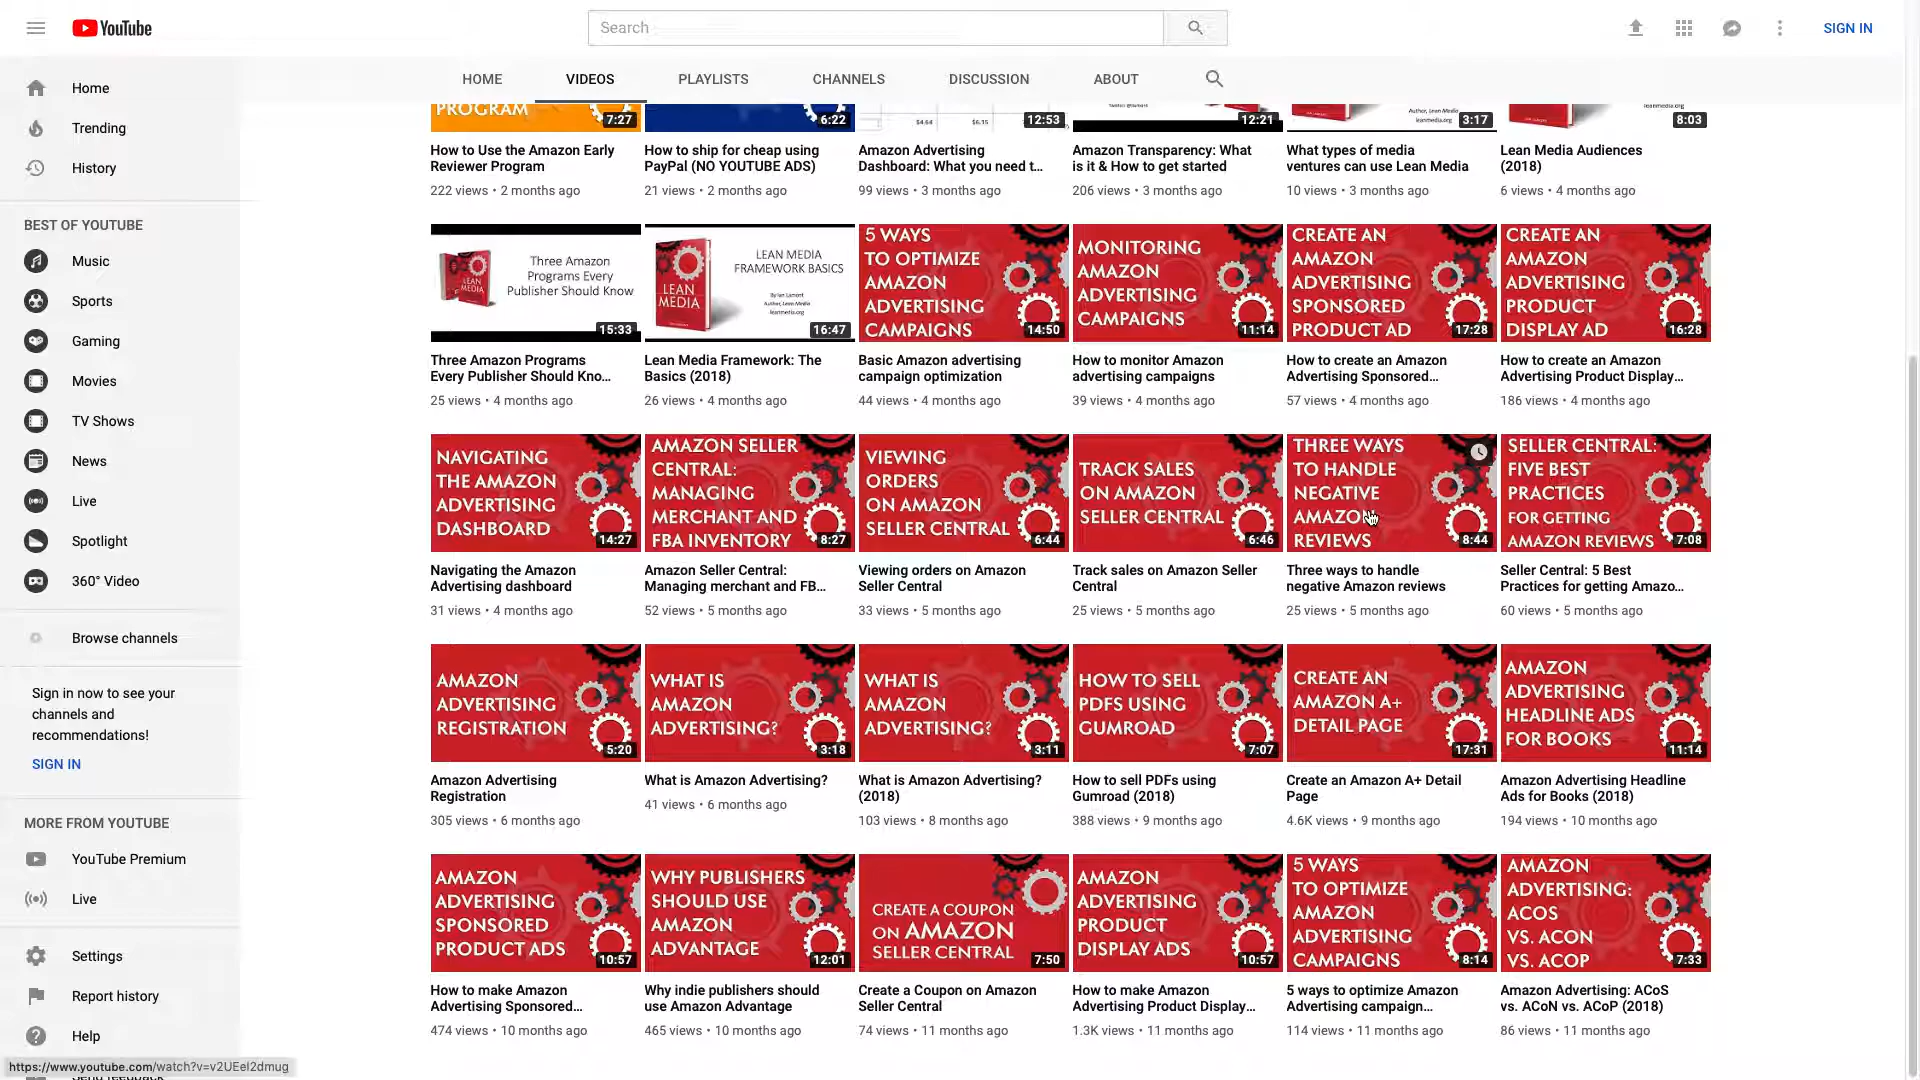 YouTube
Search
SIGN IN
HOME
VIDEOS
PLAYLISTS
CHANNELS
DISCUSSION
ABOUT
Home
Trending
History
BEST OF YOUTUBE
Music
Sports
Gaming
Movies
TV Shows
News
Live
Spotlight
360° Video
Browse channels
Sign in now to see your
channels and
recommendations!
SIGN IN
MORE FROM YOUTUBE
YouTube Premium
Live
Settings
Report history
Help
Send feedback
https://www.youtube.com/watch?v=v2UEeI2dmug
PROGRAM
7:27
How to Use the Amazon Early
Reviewer Program
222 views • 2 months ago
6:22
How to ship for cheap using
PayPal (NO YOUTUBE ADS)
21 views • 2 months ago
$4.64
$6.15
12:53
Amazon Advertising
Dashboard: What you need t...
99 views • 3 months ago
12:21
Amazon Transparency: What
is it & How to get started
206 views • 3 months ago
Author, Lean Media
leanmedia.org
3:17
What types of media
ventures can use Lean Media
10 views • 3 months ago
leanmedia.org
8:03
Lean Media Audiences
(2018)
6 views • 4 months ago
LEAN
MEDIA
Three Amazon
Programs Every
Publisher Should Know
15:33
Three Amazon Programs
Every Publisher Should Kno...
25 views • 4 months ago
LEAN
MEDIA
LEAN MEDIA
FRAMEWORK BASICS
By Ian Lamont
Author, Lean Media
leanmedia.org
16:47
Lean Media Framework: The
Basics (2018)
26 views • 4 months ago
5 WAYS
TO OPTIMIZE
AMAZON
ADVERTISING
CAMPAIGNS
14:50
Basic Amazon advertising
campaign optimization
44 views • 4 months ago
MONITORING
AMAZON
ADVERTISING
CAMPAIGNS
11:14
How to monitor Amazon
advertising campaigns
39 views • 4 months ago
CREATE AN
AMAZON
ADVERTISING
SPONSORED
PRODUCT AD
17:28
How to create an Amazon
Advertising Sponsored...
57 views • 4 months ago
CREATE AN
AMAZON
ADVERTISING
PRODUCT
DISPLAY AD
16:28
How to create an Amazon
Advertising Product Display...
186 views • 4 months ago
NAVIGATING
THE AMAZON
ADVERTISING
DASHBOARD
14:27
Navigating the Amazon
Advertising dashboard
31 views • 4 months ago
AMAZON SELLER
CENTRAL:
MANAGING
MERCHANT AND
FBA INVENTORY
8:27
Amazon Seller Central:
Managing merchant and FB...
52 views • 5 months ago
VIEWING
ORDERS
ON AMAZON
SELLER CENTRAL
6:44
Viewing orders on Amazon
Seller Central
33 views • 5 months ago
TRACK SALES
ON AMAZON
SELLER CENTRAL
6:46
Track sales on Amazon Seller
Central
25 views • 5 months ago
THREE WAYS
TO HANDLE
NEGATIVE
AMAZON
REVIEWS
8:44
Three ways to handle
negative Amazon reviews
25 views • 5 months ago
SELLER CENTRAL:
FIVE BEST
PRACTICES
FOR GETTING
AMAZON REVIEWS
7:08
Seller Central: 5 Best
Practices for getting Amazo...
60 views • 5 months ago
AMAZON
ADVERTISING
REGISTRATION
5:20
Amazon Advertising
Registration
305 views • 6 months ago
WHAT IS
AMAZON
ADVERTISING?
3:18
What is Amazon Advertising?
41 views • 6 months ago
WHAT IS
AMAZON
ADVERTISING?
3:11
What is Amazon Advertising?
(2018)
103 views • 8 months ago
HOW TO SELL
PDFS USING
GUMROAD
7:07
How to sell PDFs using
Gumroad (2018)
388 views • 9 months ago
CREATE AN
AMAZON A+
DETAIL PAGE
17:31
Create an Amazon A+ Detail
Page
4.6K views • 9 months ago
AMAZON
ADVERTISING
HEADLINE ADS
FOR BOOKS
11:14
Amazon Advertising Headline
Ads for Books (2018)
194 views • 10 months ago
AMAZON
ADVERTISING
SPONSORED
PRODUCT ADS
10:57
How to make Amazon
Advertising Sponsored...
474 views • 10 months ago
WHY PUBLISHERS
SHOULD USE
AMAZON
ADVANTAGE
12:01
Why indie publishers should
use Amazon Advantage
465 views • 10 months ago
CREATE A COUPON
ON AMAZON
SELLER CENTRAL
7:50
Create a Coupon on Amazon
Seller Central
74 views • 11 months ago
AMAZON
ADVERTISING
PRODUCT
DISPLAY ADS
10:57
How to make Amazon
Advertising Product Display...
1.3K views • 11 months ago
5 WAYS
TO OPTIMIZE
AMAZON
ADVERTISING
CAMPAIGNS
8:14
5 ways to optimize Amazon
Advertising campaign...
114 views • 11 months ago
AMAZON
ADVERTISING:
ACOS
VS. ACON
VS. ACOP
7:33
Amazon Advertising: ACoS
vs. ACoN vs. ACoP (2018)
86 views • 11 months ago